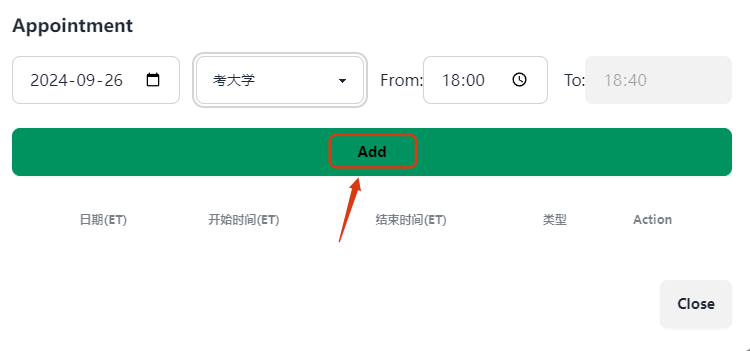 Appointment
2024-09-26 考大学 From: 18:00 To: 18:40
Add
日期(ET) 开始时间(ET) 结束时间(ET) 类型 Action
Close